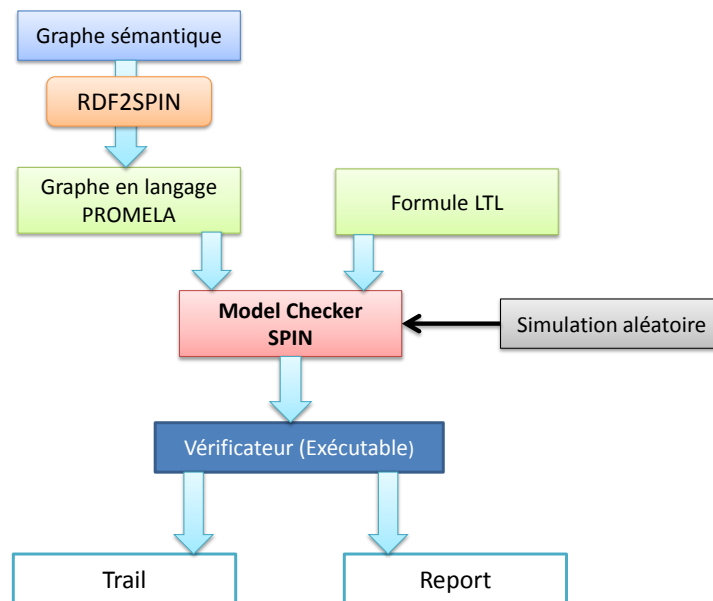 Graphe sémantique
RDF2SPIN
Graphe en langage
PROMELA
Formule LTL
Model Checker
SPIN
Simulation aléatoire
Vérificateur (Exécutable)
Trail
Report